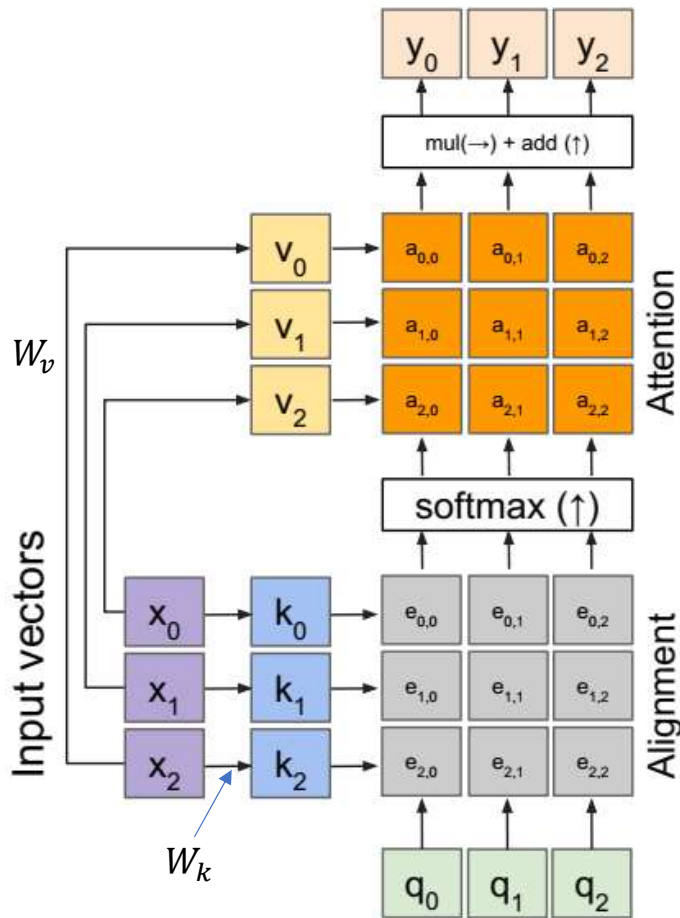 y0 y1 y2
mul(→) + add (↑)
v0 a0,0 a0,1 a0,2
v1 a1,0 a1,1 a1,2
Wv
v2 a2,0 a2,1 a2,2
Attention
softmax (↑)
Input vectors
x0 k0 e0,0 e0,1 e0,2
x1 k1 e1,0 e1,1 e1,2
x2 k2 e2,0 e2,1 e2,2
Alignment
Wk
q0 q1 q2